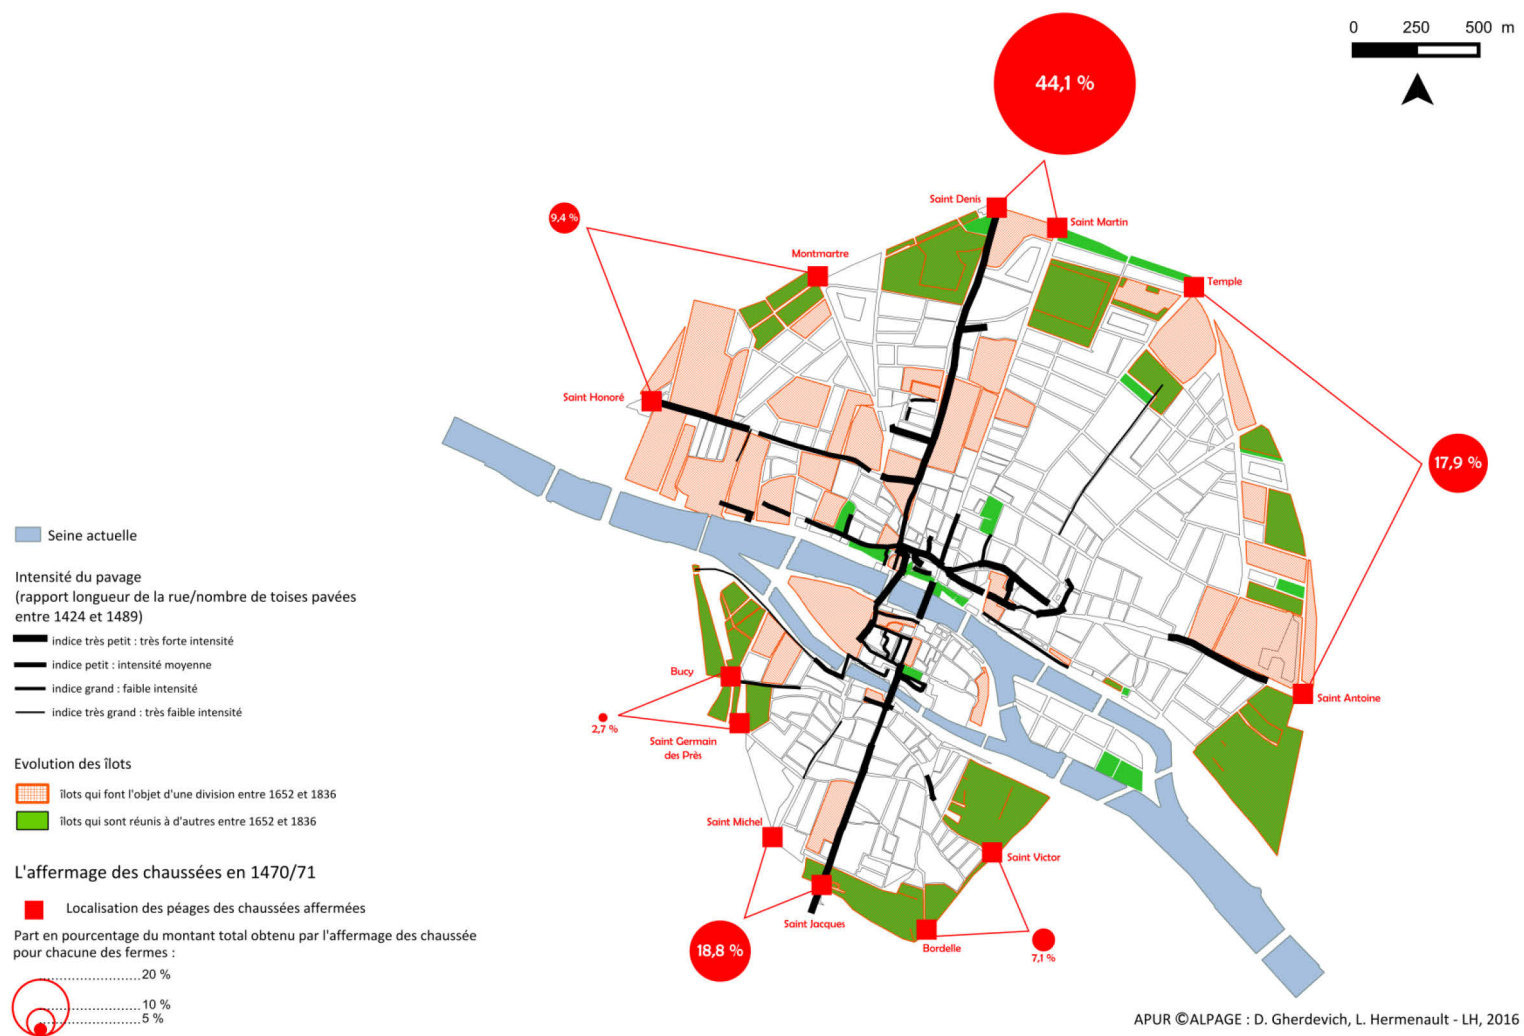 0 250 500 m
44,1 %
Saint Denis
Saint Martin
9,4 %
Montmartre
Temple
Saint Honoré
17,9 %
Seine actuelle
Intensité du pavage
(rapport longueur de la rue/nombre de toises pavées
entre 1424 et 1489)
indice très petit : très forte intensité
indice petit : intensité moyenne
indice grand : faible intensité
indice très grand : très faible intensité
Bucy
Saint Antoine
2,7 %
Saint Germain
des Près
Evolution des îlots
îlots qui font l'objet d'une division entre 1652 et 1836
îlots qui sont réunis à d'autres entre 1652 et 1836
Saint Michel
Saint Victor
L'affermage des chaussées en 1470/71
Localisation des péages des chaussées affermées
Saint Jacques
Bordelle
18,8 %
7,1 %
Part en pourcentage du montant total obtenu par l'affermage des chaussée
pour chacune des fermes :
20 %
10 %
5 %
APUR ©ALPAGE : D. Gherdevich, L. Hermenault - LH, 2016